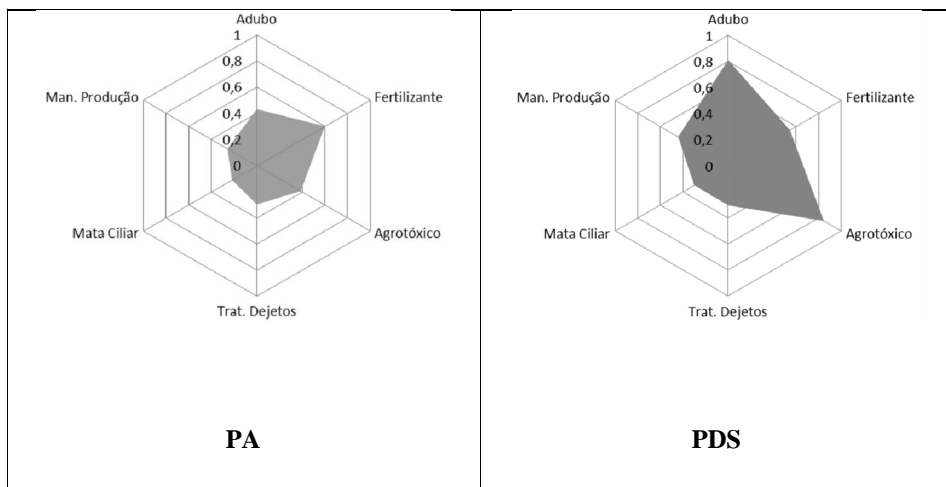 Adubo
1
0,8
0,6
0,4
0,2
0
Fertilizante
Agrotóxico
Trat. Dejetos
Mata Ciliar
Man. Produção
PA
Adubo
1
0,8
0,6
0,4
0,2
0
Fertilizante
Agrotóxico
Trat. Dejetos
Mata Ciliar
Man. Produção
PDS